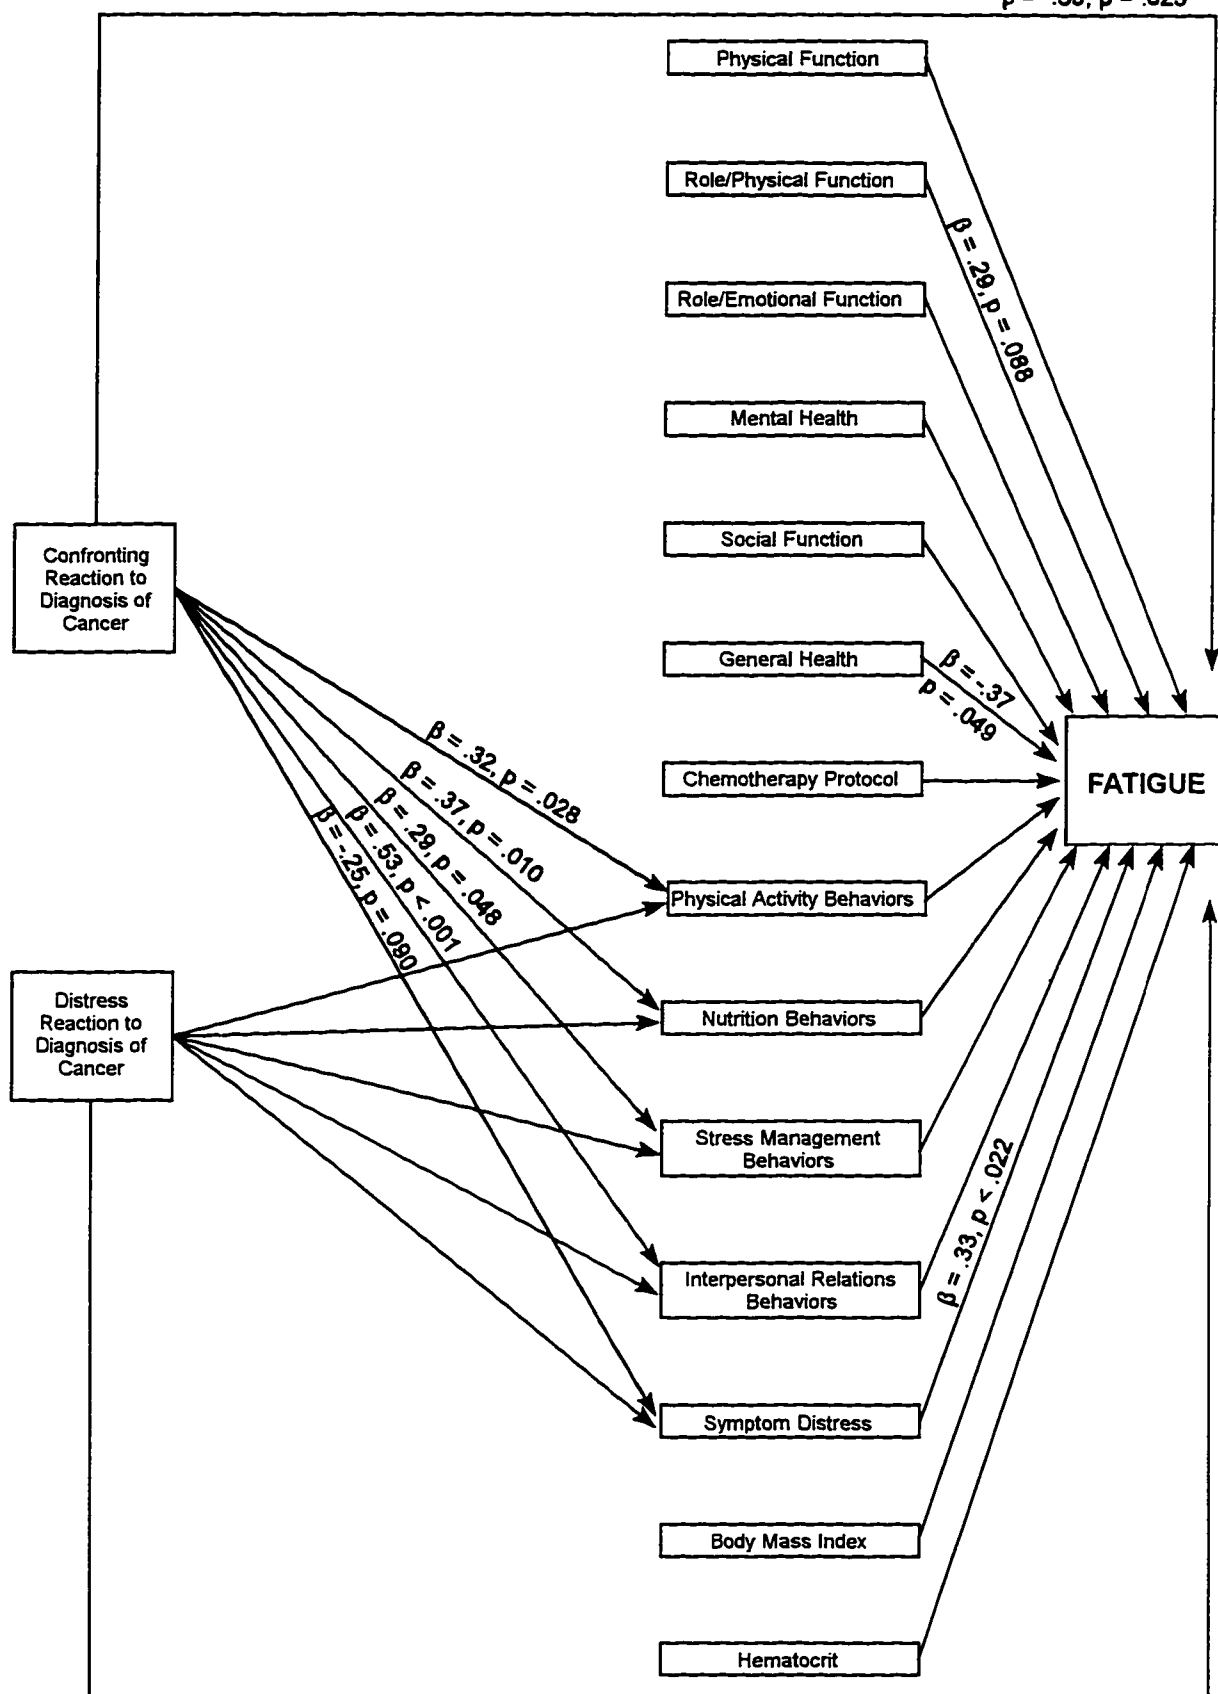 Physical Function
Role/Physical Function
β = .29, p = .088
Role/Emotional Function
Mental Health
Social Function
General Health
β = -.37
p = .049
Chemotherapy Protocol
FATIGUE
Confronting
Reaction to
Diagnosis of
Cancer
β = .32, p = .028
β = .37, p = .010
β = .29, p = .048
β = .53, p < .001
β = -.25, p = .090
Physical Activity Behaviors
Distress
Reaction to
Diagnosis of
Cancer
Nutrition Behaviors
Stress Management
Behaviors
Interpersonal Relations
Behaviors
β = .33, p < .022
Symptom Distress
Body Mass Index
Hematocrit